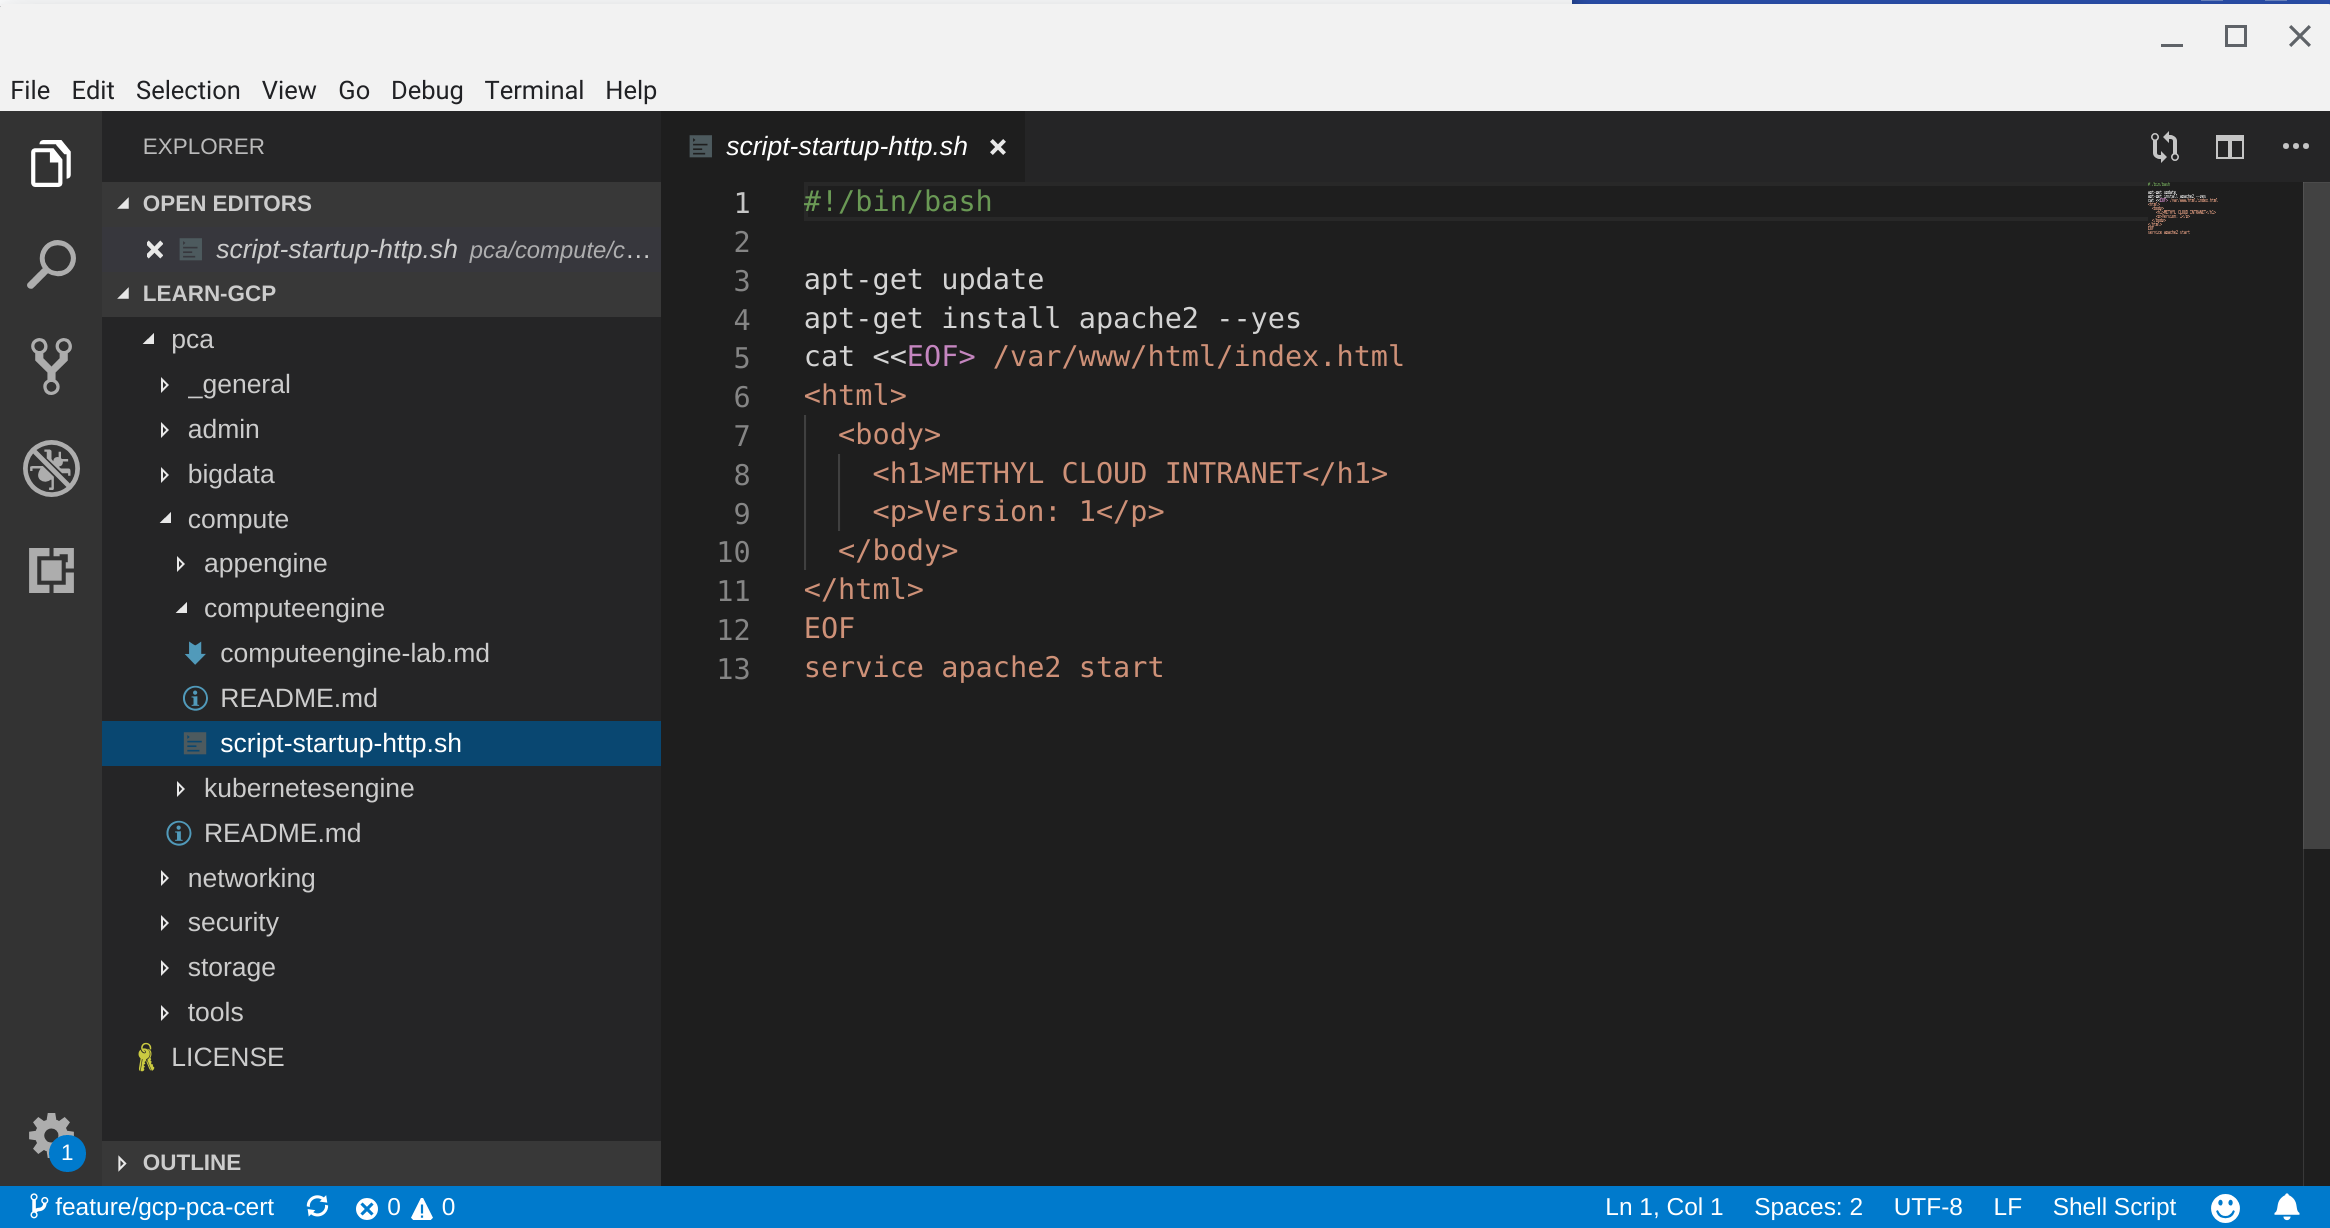 File Edit Selection View Go Debug Terminal Help
EXPLORER
OPEN EDITORS
script-startup-http.sh pca/compute/c...
LEARN-GCP
pca
_general
admin
bigdata
compute
appengine
computeengine
computeengine-lab.md
README.md
script-startup-http.sh
kubernetesengine
README.md
networking
security
storage
tools
LICENSE
OUTLINE
1
script-startup-http.sh
1 #!/bin/bash
2
3 apt-get update
4 apt-get install apache2 --yes
5 cat <<EOF> /var/www/html/index.html
6 <html>
7 <body>
8 <h1>METHYL CLOUD INTRANET</h1>
9 <p>Version: 1</p>
10 </body>
11 </html>
12 EOF
13 service apache2 start
feature/gcp-pca-cert 0 0 Ln 1, Col 1 Spaces: 2 UTF-8 LF Shell Script